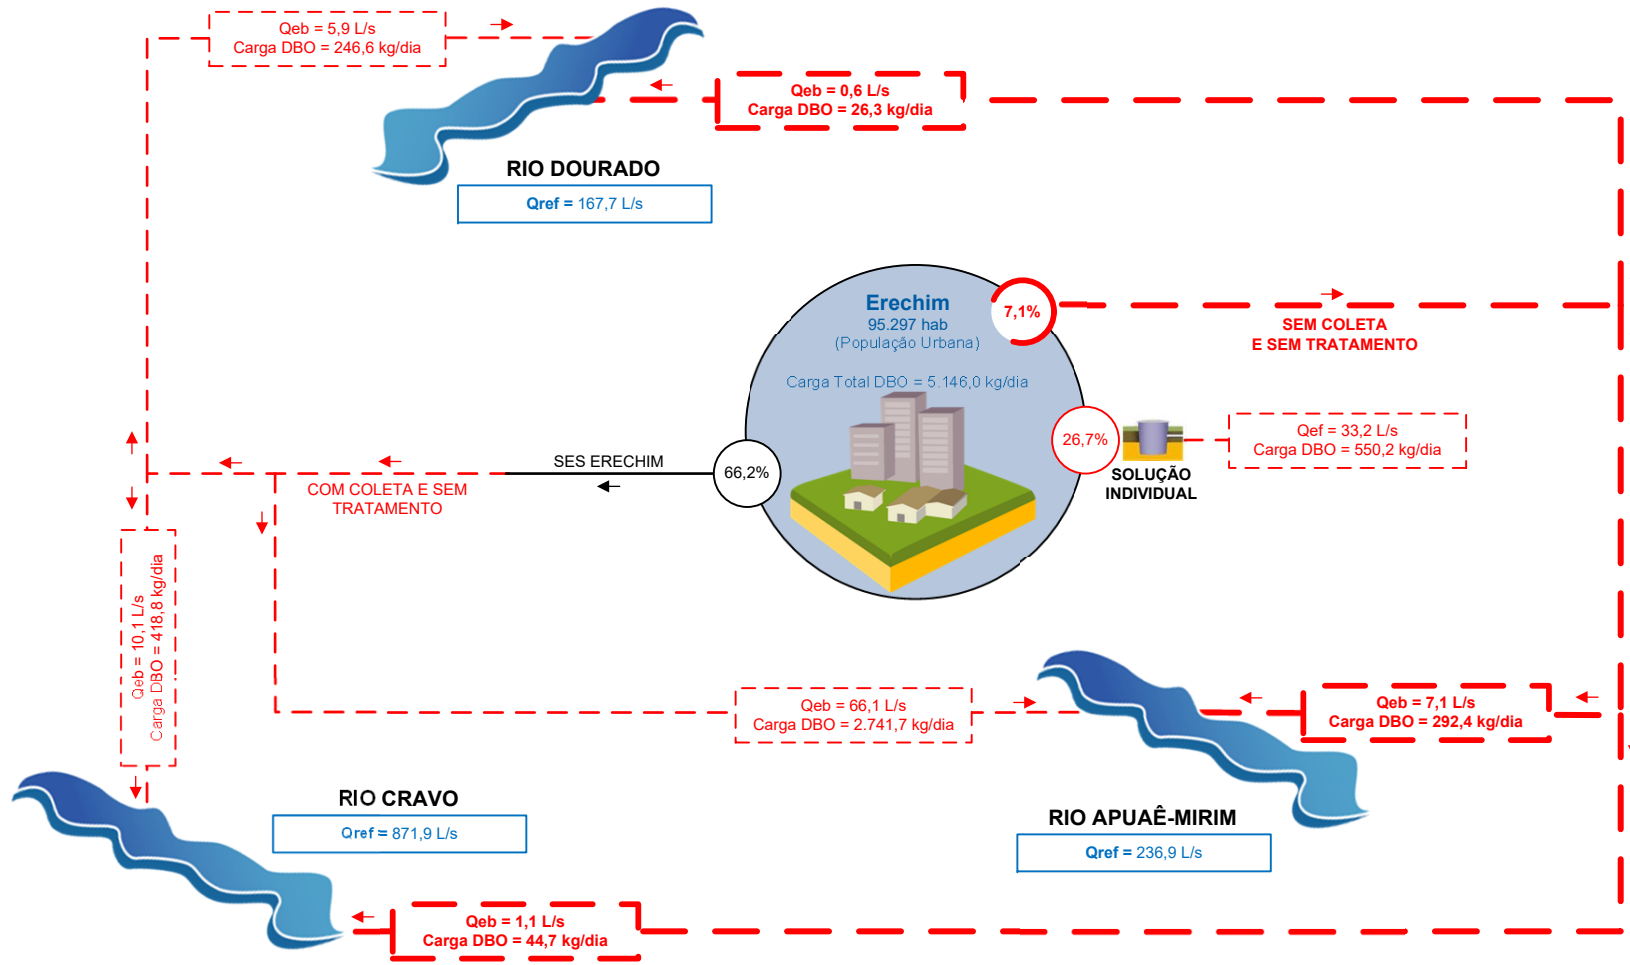 Qeb = 5,9 L/s
Carga DBO = 246,6 kg/dia
Qeb = 0,6 L/s
Carga DBO = 26,3 kg/dia
RIO DOURADO
Qref = 167,7 L/s
Erechim
95.297 hab
(População Urbana)
Carga Total DBO = 5.146,0 kg/dia
7,1%
SEM COLETA
E SEM TRATAMENTO
26,7%
SOLUÇÃO
INDIVIDUAL
Qef = 33,2 L/s
Carga DBO = 550,2 kg/dia
66,2%
SES ERECHIM
COM COLETA E SEM
TRATAMENTO
Qeb = 10,1 L/s
Carga DBO = 418,8 kg/dia
Qeb = 66,1 L/s
Carga DBO = 2.741,7 kg/dia
Qeb = 7,1 L/s
Carga DBO = 292,4 kg/dia
RIO CRAVO
Qref = 871,9 L/s
RIO APUAÊ-MIRIM
Qref = 236,9 L/s
Qeb = 1,1 L/s
Carga DBO = 44,7 kg/dia